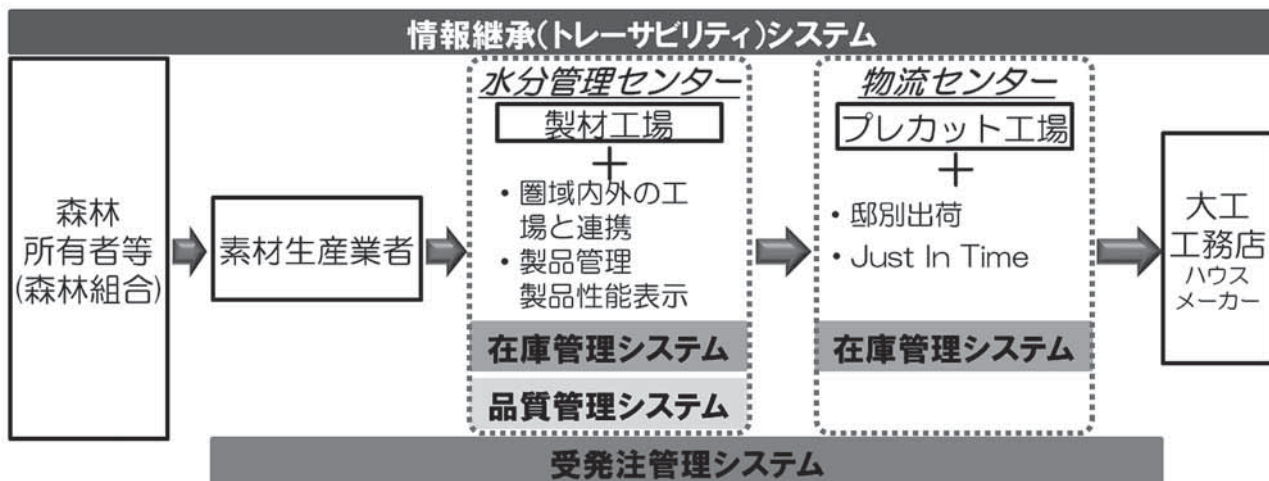 情報継承(トレーサビリティ)システム
森林
所有者等
(森林組合)
素材生産業者
水分管理センター
製材工場
＋
・圏域内外の工
場と連携
・製品管理
製品性能表示
在庫管理システム
品質管理システム
物流センター
プレカット工場
＋
・邸別出荷
・Just In Time
在庫管理システム
大工
工務店
ハウス
メーカー
受発注管理システム